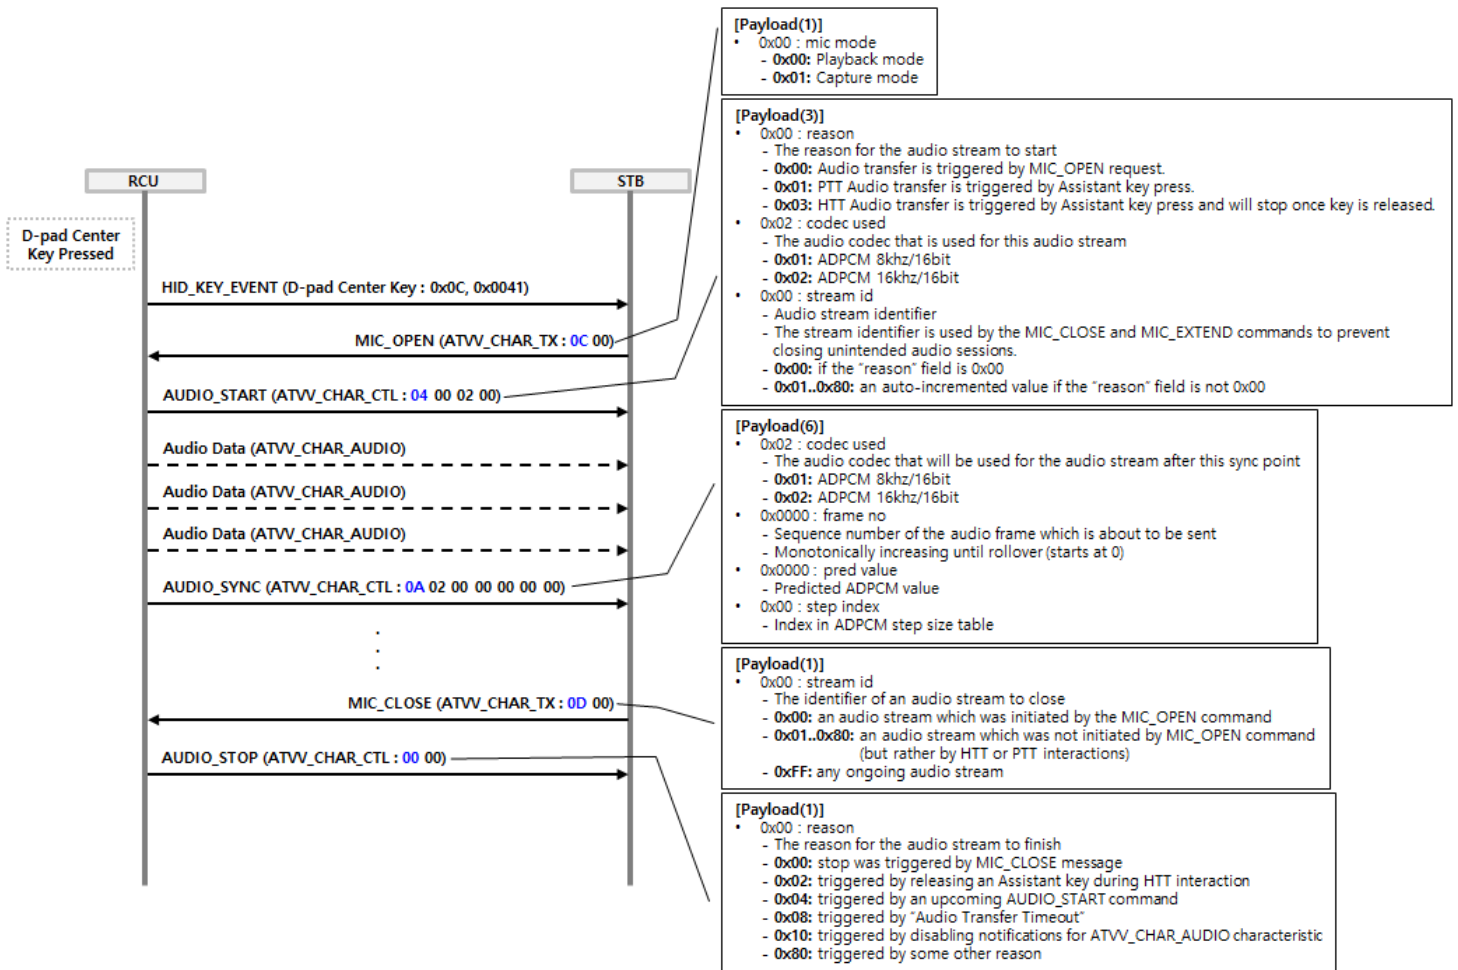 RCU
STB
D-pad Center
Key Pressed
HID_KEY_EVENT (D-pad Center Key : 0x0C, 0x0041)
MIC_OPEN (ATVV_CHAR_TX : 0C 00)
AUDIO_START (ATVV_CHAR_CTL : 04 00 02 00)
Audio Data (ATVV_CHAR_AUDIO)
Audio Data (ATVV_CHAR_AUDIO)
Audio Data (ATVV_CHAR_AUDIO)
AUDIO_SYNC (ATVV_CHAR_CTL : 0A 02 00 00 00 00 00)
.
.
.
MIC_CLOSE (ATVV_CHAR_TX : 0D 00)
AUDIO_STOP (ATVV_CHAR_CTL : 00 00)
[Payload(1)]
• 0x00 : mic mode
- 0x00: Playback mode
- 0x01: Capture mode
[Payload(3)]
• 0x00 : reason
- The reason for the audio stream to start
- 0x00: Audio transfer is triggered by MIC_OPEN request.
- 0x01: PTT Audio transfer is triggered by Assistant key press.
- 0x03: HTT Audio transfer is triggered by Assistant key press and will stop once key is released.
• 0x02 : codec used
- The audio codec that is used for this audio stream
- 0x01: ADPCM 8khz/16bit
- 0x02: ADPCM 16khz/16bit
• 0x00 : stream id
- Audio stream identifier
- The stream identifier is used by the MIC_CLOSE and MIC_EXTEND commands to prevent
closing unintended audio sessions.
- 0x00: if the "reason" field is 0x00
- 0x01..0x80: an auto-incremented value if the "reason" field is not 0x00
[Payload(6)]
• 0x02 : codec used
- The audio codec that will be used for the audio stream after this sync point
- 0x01: ADPCM 8khz/16bit
- 0x02: ADPCM 16khz/16bit
• 0x0000 : frame no
- Sequence number of the audio frame which is about to be sent
- Monotonically increasing until rollover (starts at 0)
• 0x0000 : pred value
- Predicted ADPCM value
• 0x00 : step index
- Index in ADPCM step size table
[Payload(1)]
• 0x00 : stream id
- The identifier of an audio stream to close
- 0x00: an audio stream which was initiated by the MIC_OPEN command
- 0x01..0x80: an audio stream which was not initiated by MIC_OPEN command
(but rather by HTT or PTT interactions)
- 0xFF: any ongoing audio stream
[Payload(1)]
• 0x00 : reason
- The reason for the audio stream to finish
- 0x00: stop was triggered by MIC_CLOSE message
- 0x02: triggered by releasing an Assistant key during HTT interaction
- 0x04: triggered by an upcoming AUDIO_START command
- 0x08: triggered by "Audio Transfer Timeout"
- 0x10: triggered by disabling notifications for ATVV_CHAR_AUDIO characteristic
- 0x80: triggered by some other reason